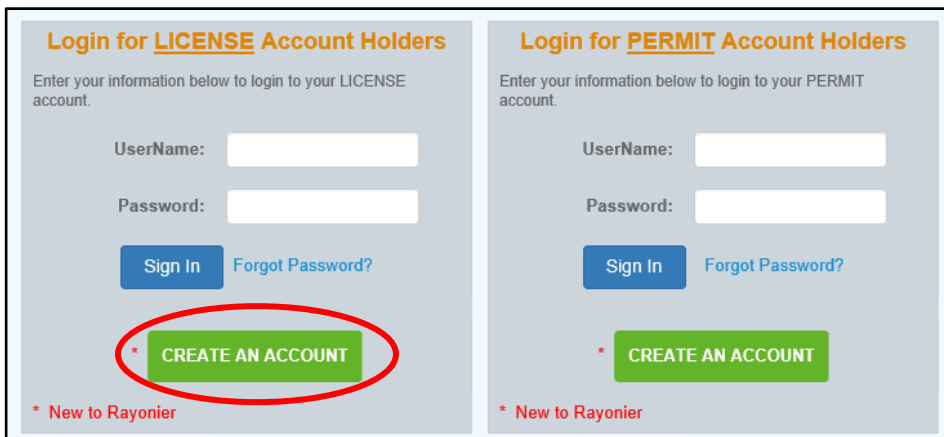 Login for LICENSE Account Holders
Enter your information below to login to your LICENSE
account.
UserName:
Password:
Sign In Forgot Password?
* CREATE AN ACCOUNT
* New to Rayonier
Login for PERMIT Account Holders
Enter your information below to login to your PERMIT
account.
UserName:
Password:
Sign In Forgot Password?
* CREATE AN ACCOUNT
* New to Rayonier